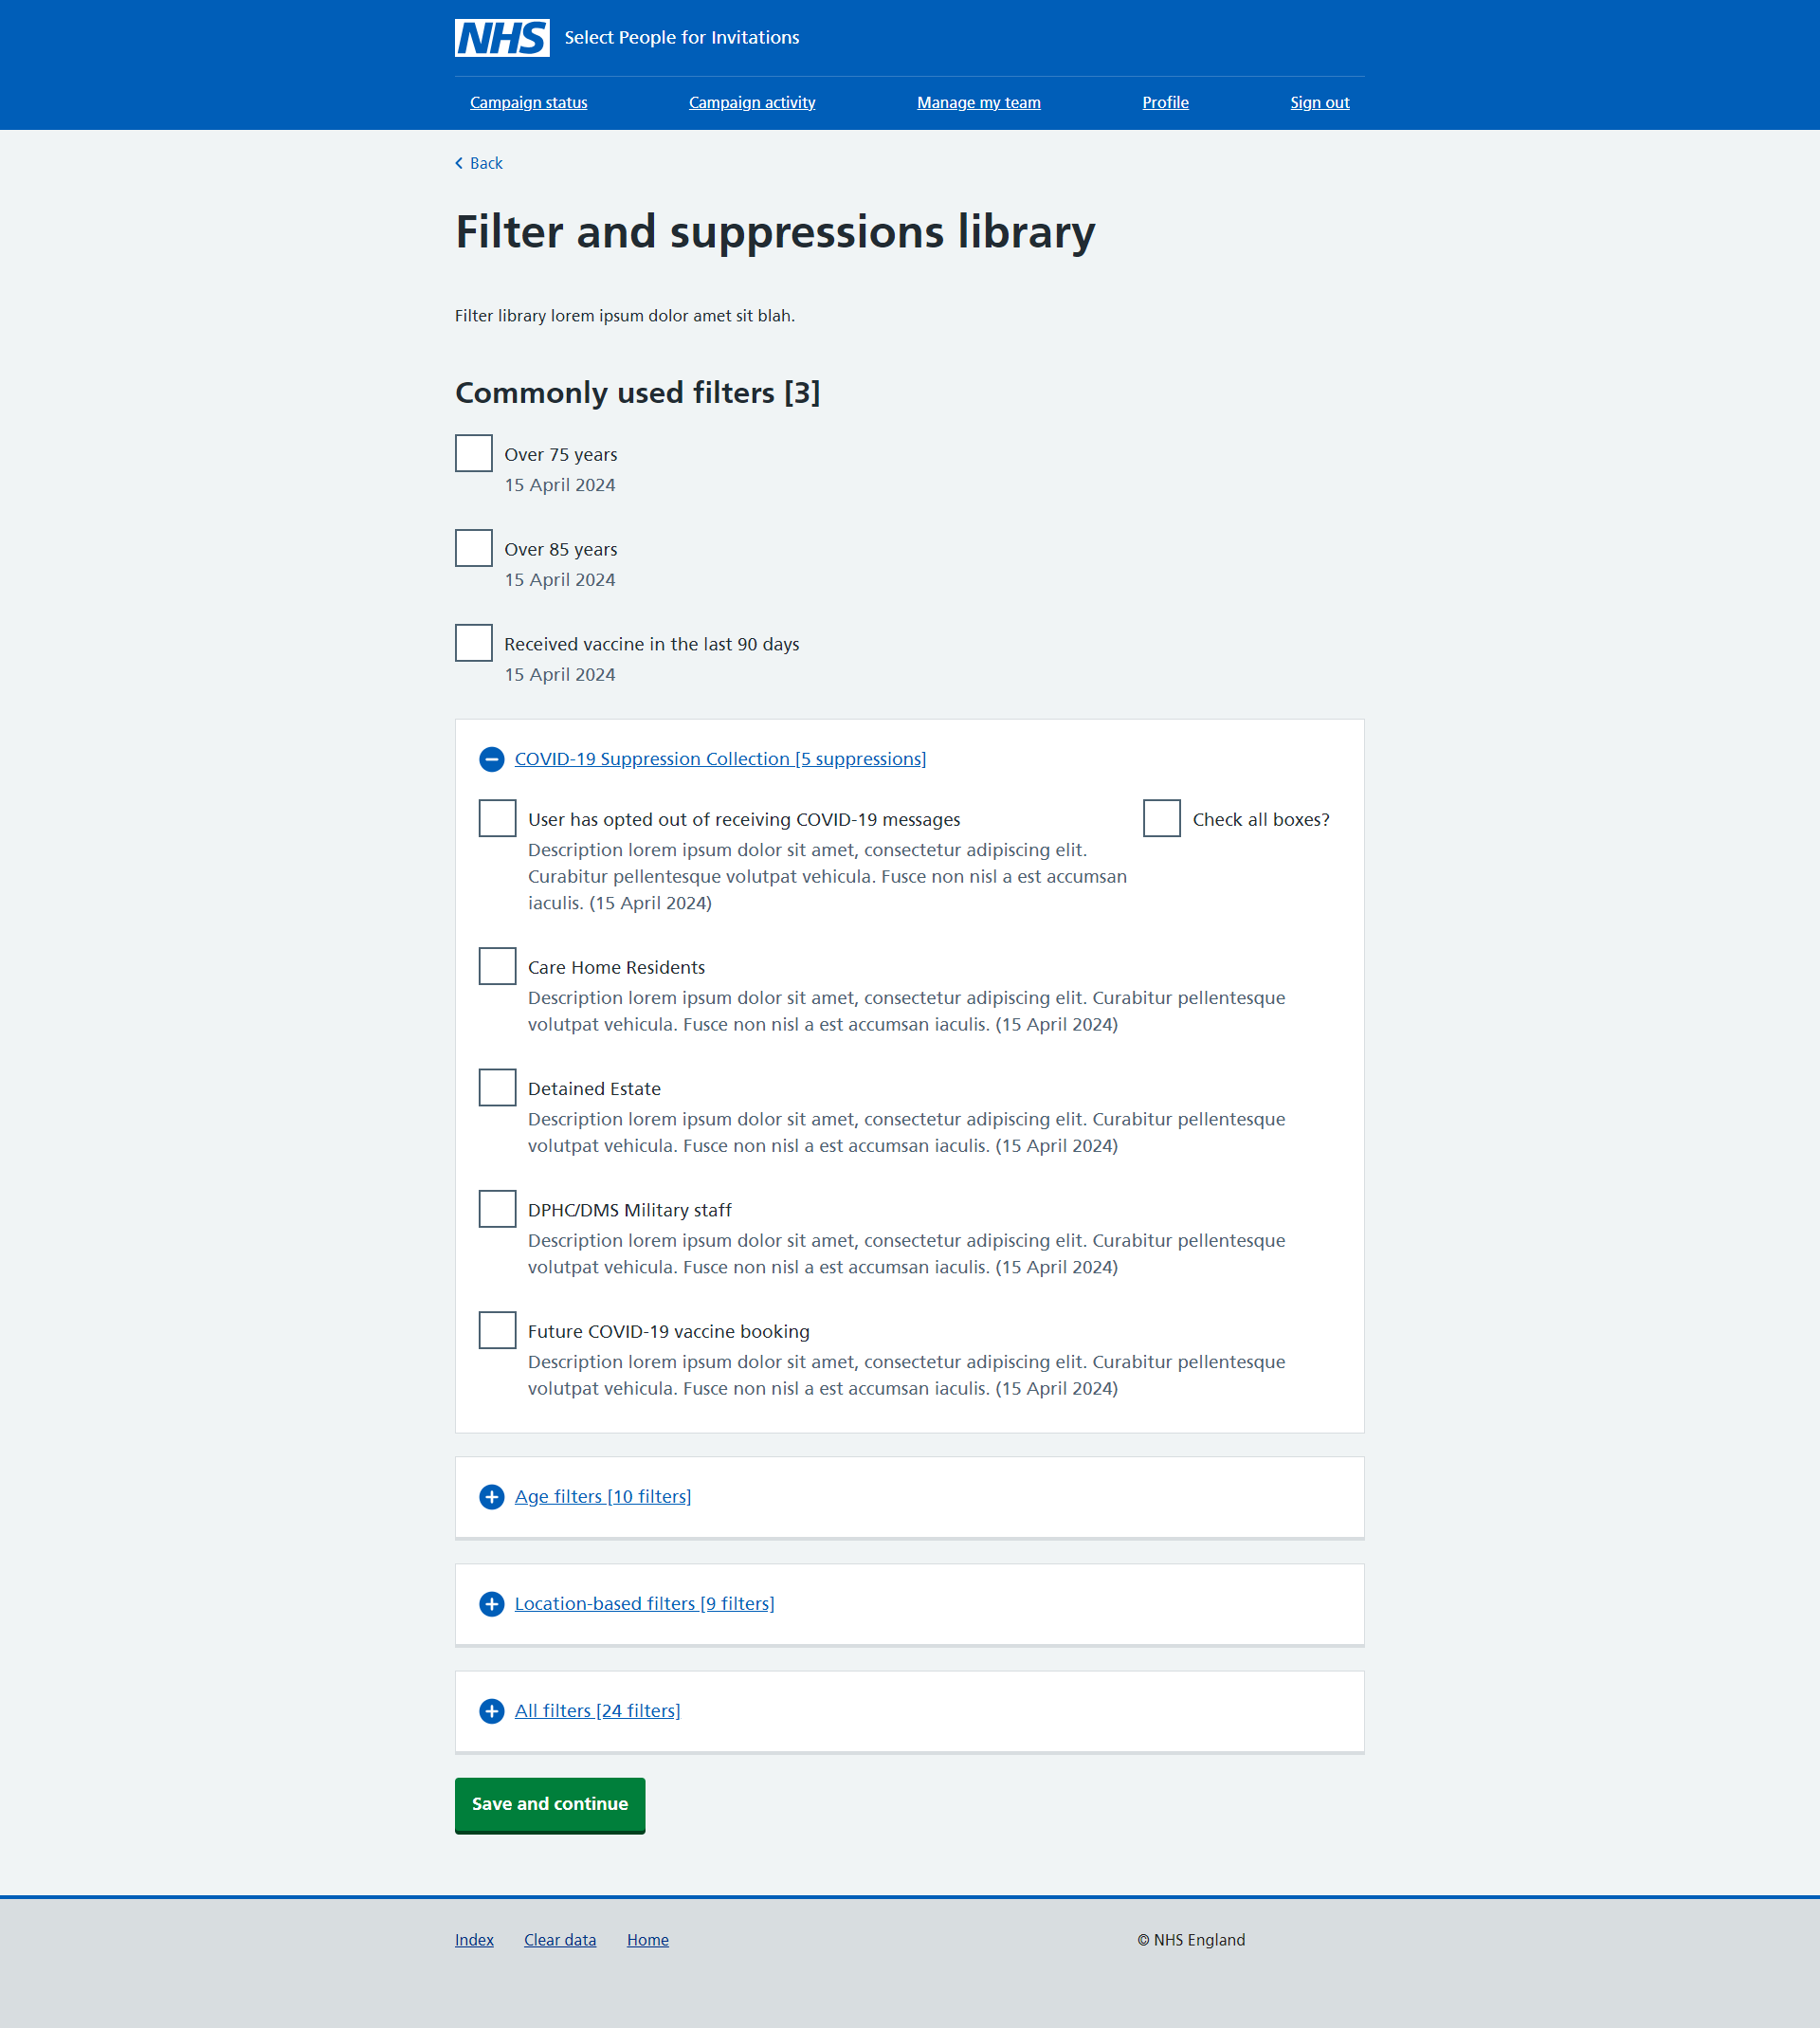 NHS Select People for Invitations
Campaign status Campaign activity Manage my team Profile Sign out
Back
Filter and suppressions library
Filter library lorem ipsum dolor amet sit blah.
Commonly used filters [3]
Over 75 years
15 April 2024
Over 85 years
15 April 2024
Received vaccine in the last 90 days
15 April 2024
COVID-19 Suppression Collection [5 suppressions]
User has opted out of receiving COVID-19 messages
Check all boxes?
Description lorem ipsum dolor sit amet, consectetur adipiscing elit.
Curabitur pellentesque volutpat vehicula. Fusce non nisl a est accumsan
iaculis. (15 April 2024)
Care Home Residents
Description lorem ipsum dolor sit amet, consectetur adipiscing elit. Curabitur pellentesque
volutpat vehicula. Fusce non nisl a est accumsan iaculis. (15 April 2024)
Detained Estate
Description lorem ipsum dolor sit amet, consectetur adipiscing elit. Curabitur pellentesque
volutpat vehicula. Fusce non nisl a est accumsan iaculis. (15 April 2024)
DPHC/DMS Military staff
Description lorem ipsum dolor sit amet, consectetur adipiscing elit. Curabitur pellentesque
volutpat vehicula. Fusce non nisl a est accumsan iaculis. (15 April 2024)
Future COVID-19 vaccine booking
Description lorem ipsum dolor sit amet, consectetur adipiscing elit. Curabitur pellentesque
volutpat vehicula. Fusce non nisl a est accumsan iaculis. (15 April 2024)
Age filters [10 filters]
Location-based filters [9 filters]
All filters [24 filters]
Save and continue
Index Clear data Home © NHS England